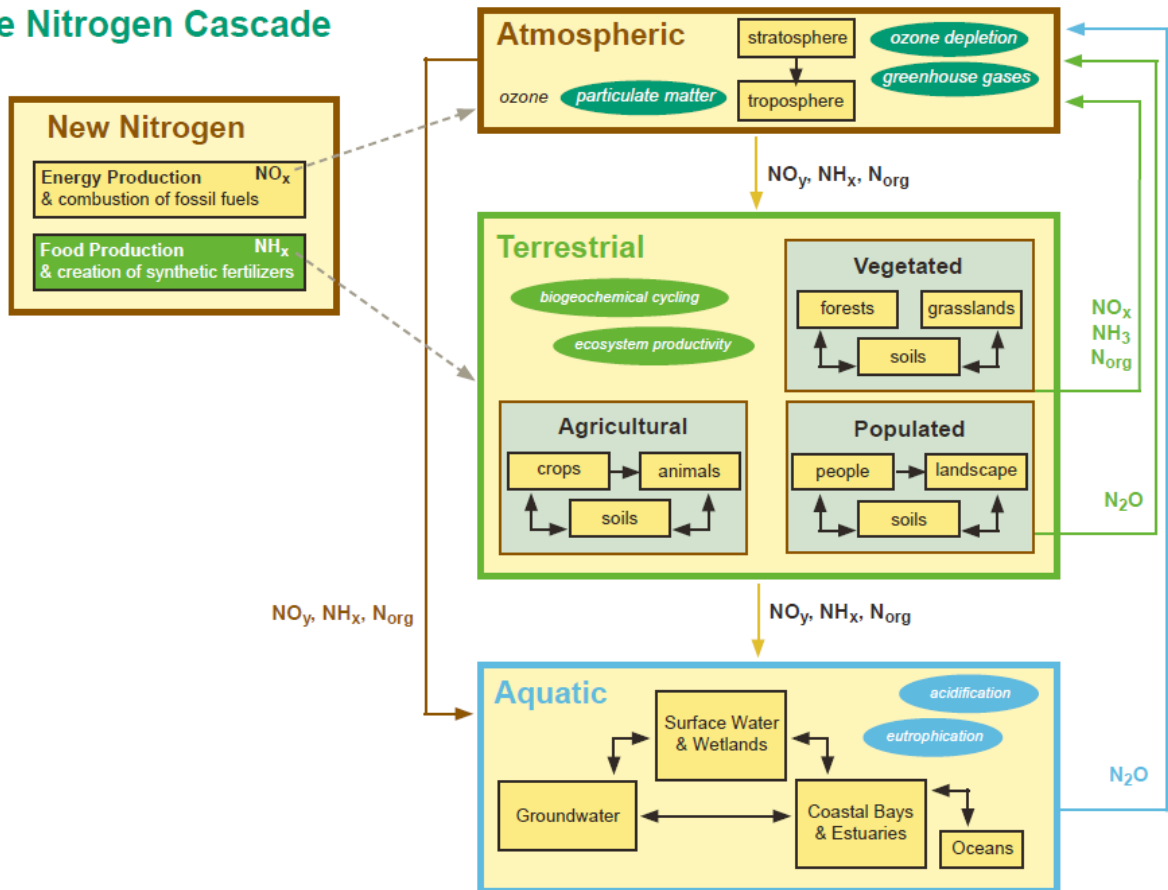 e Nitrogen Cascade
New Nitrogen
Energy Production NOx
& combustion of fossil fuels
Food Production NHx
& creation of synthetic fertilizers
Atmospheric
stratosphere
ozone depletion
greenhouse gases
ozone
particulate matter
troposphere
NOy, NHx, Norg
Terrestrial
biogeochemical cycling
ecosystem productivity
Vegetated
forests
grasslands
soils
Agricultural
crops
animals
soils
Populated
people
landscape
soils
NOx
NH3
Norg
N2O
NOy, NHx, Norg
NOy, NHx, Norg
Aquatic
acidification
eutrophication
Surface Water
& Wetlands
Groundwater
Coastal Bays
& Estuaries
Oceans
N2O